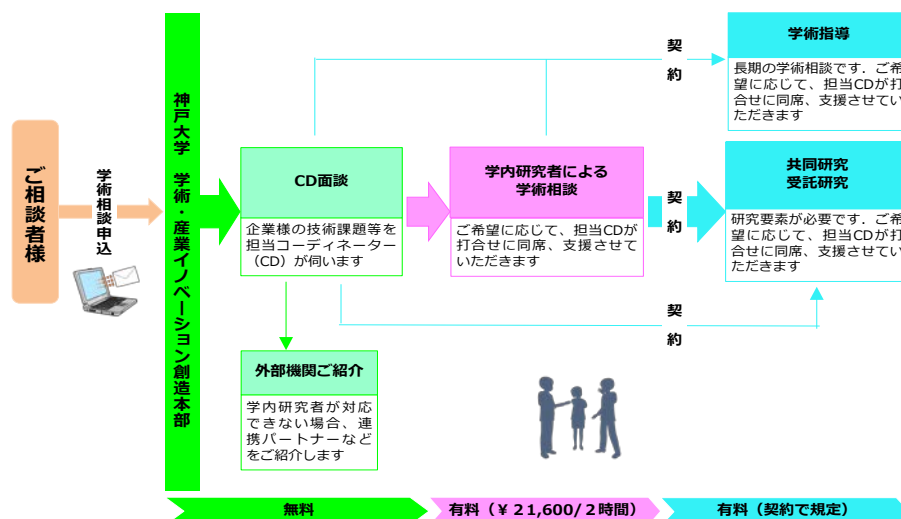 ご相談者様
学術相談申込
神戸大学 学術・産業イノベーション創造本部
CD面談
企業様の技術課題等を
担当コーディネーター
（CD）が伺います
外部機関ご紹介
学内研究者が対応
できない場合、連
携パートナーなど
をご紹介します
学内研究者による
学術相談
ご希望に応じて、担当CDが
打合せに同席、支援させて
いただきます
契約
契約
契約
学術指導
長期の学術相談です．ご希
望に応じて、担当CDが打
合せに同席、支援させてい
ただきます
共同研究
受託研究
研究要素が必要です．ご希
望に応じて、担当CDが打
合せに同席、支援させてい
ただきます
無料
有料（¥ 21,600/２時間）
有料（契約で規定）